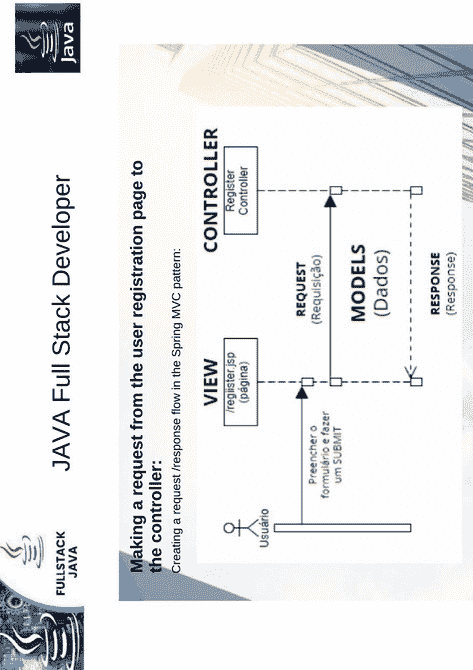 FULLSTACK
JAVA
JAVA Full Stack Developer
Java
Making a request from the user registration page to
the controller:
Creating a request /response flow in the Spring MVC pattern:
VIEW
CONTROLLER
/register.jsp
(página)
Register
Controller
Usuário
Preencher o
formulário e fazer
um SUBMIT
REQUEST
(Requisição)
MODELS
(Dados)
RESPONSE
(Response)